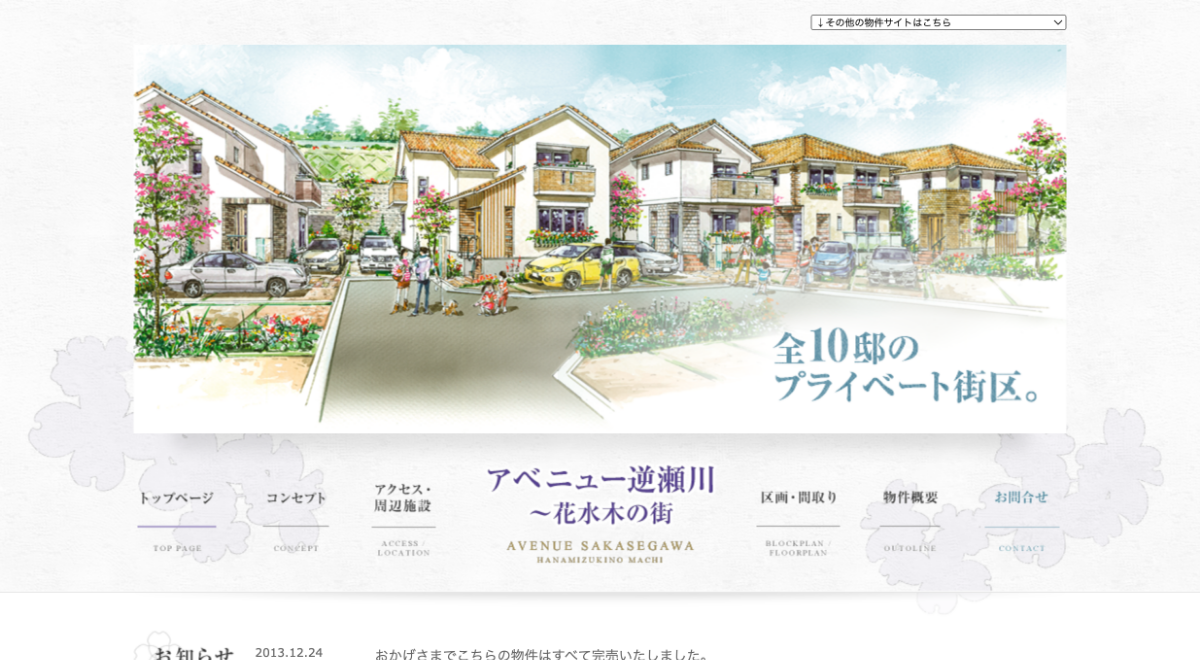 ↓その他の物件サイトはこちら
全10邸の
プライベート街区。
トップページ
TOP PAGE
コンセプト
CONCEPT
アクセス・
周辺施設
ACCESS /
LOCATION
アベニュー逆瀬川
～花水木の街
AVENUE SAKASEGAWA
HANAMIZUKINO MACHI
区画・間取り
BLOCKPLAN /
FLOORPLAN
物件概要
OUTOLINE
お問合せ
CONTACT
お知らせ
2013.12.24
おかげさまでこちらの物件はすべて完売いたしました。